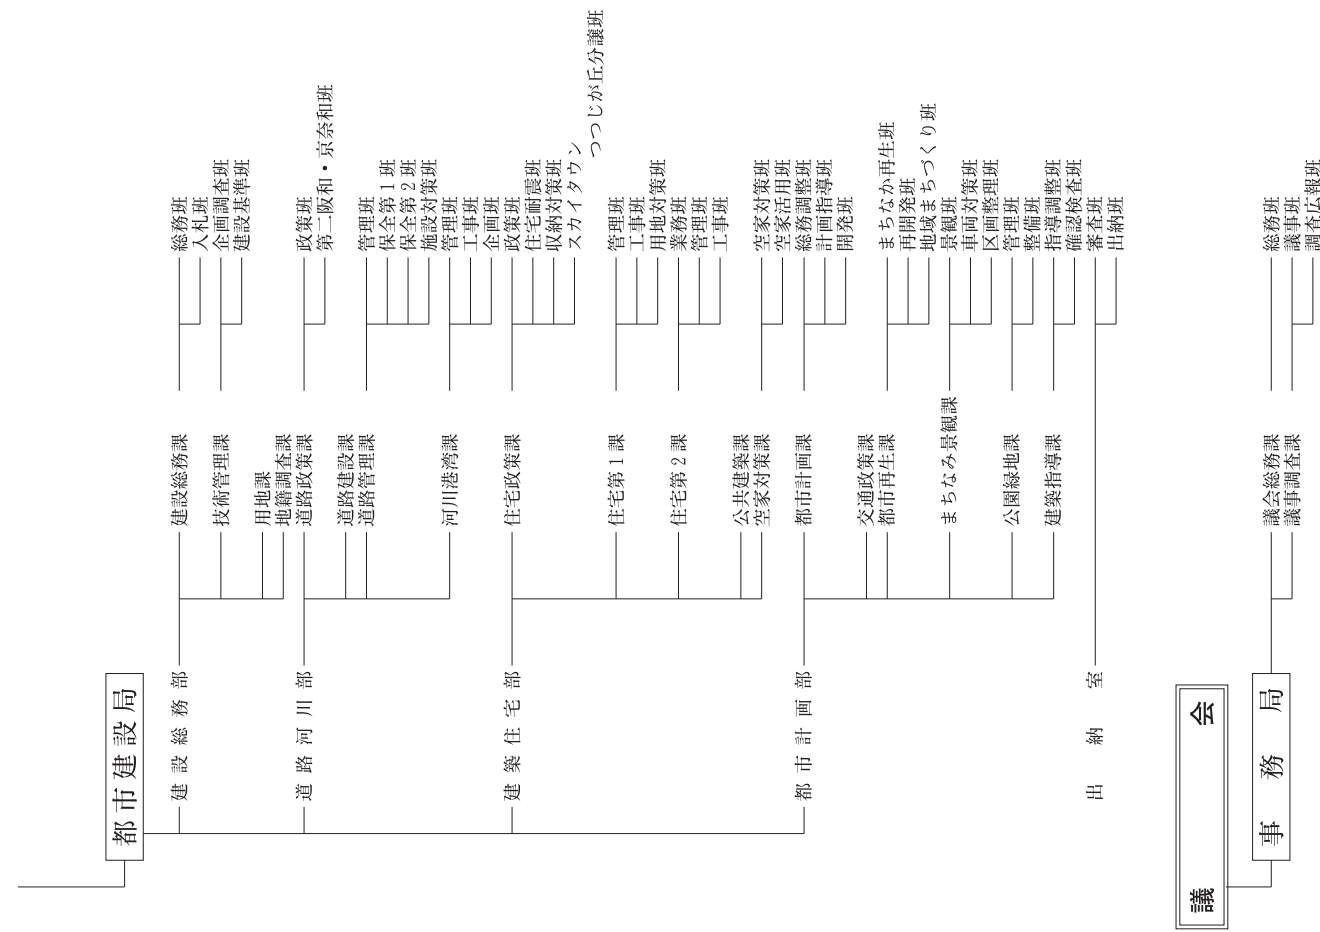 都市建設局
建設総務部
建設総務課
総務班
入札班
技術管理課
企画調査班
建設基準班
用地課
地籍調査課
道路河川部
道路政策課
政策班
第二阪和・京奈和班
道路建設課
道路管理課
管理班
保全第1班
保全第2班
施設対策班
河川港湾課
管理班
工事班
企画班
建築住宅部
住宅政策課
政策班
住宅耐震班
収納対策班
スカイタウン
つつじが丘分譲班
住宅第1課
管理班
工事班
用地対策班
住宅第2課
業務班
管理班
工事班
公共建築課
空家対策課
空家対策班
空家活用班
都市計画部
都市計画課
総務調整班
計画指導班
開発班
交通政策課
都市再生課
まちなか再生班
再開発班
地域まちづくり班
まちなみ景観課
景観班
車両対策班
区画整理班
公園緑地課
管理班
整備班
建築指導課
指導調整班
確認検査班
出納室
審査班
出納班
議会
事務局
議会総務課
総務班
議事調査課
議事班
調査広報班